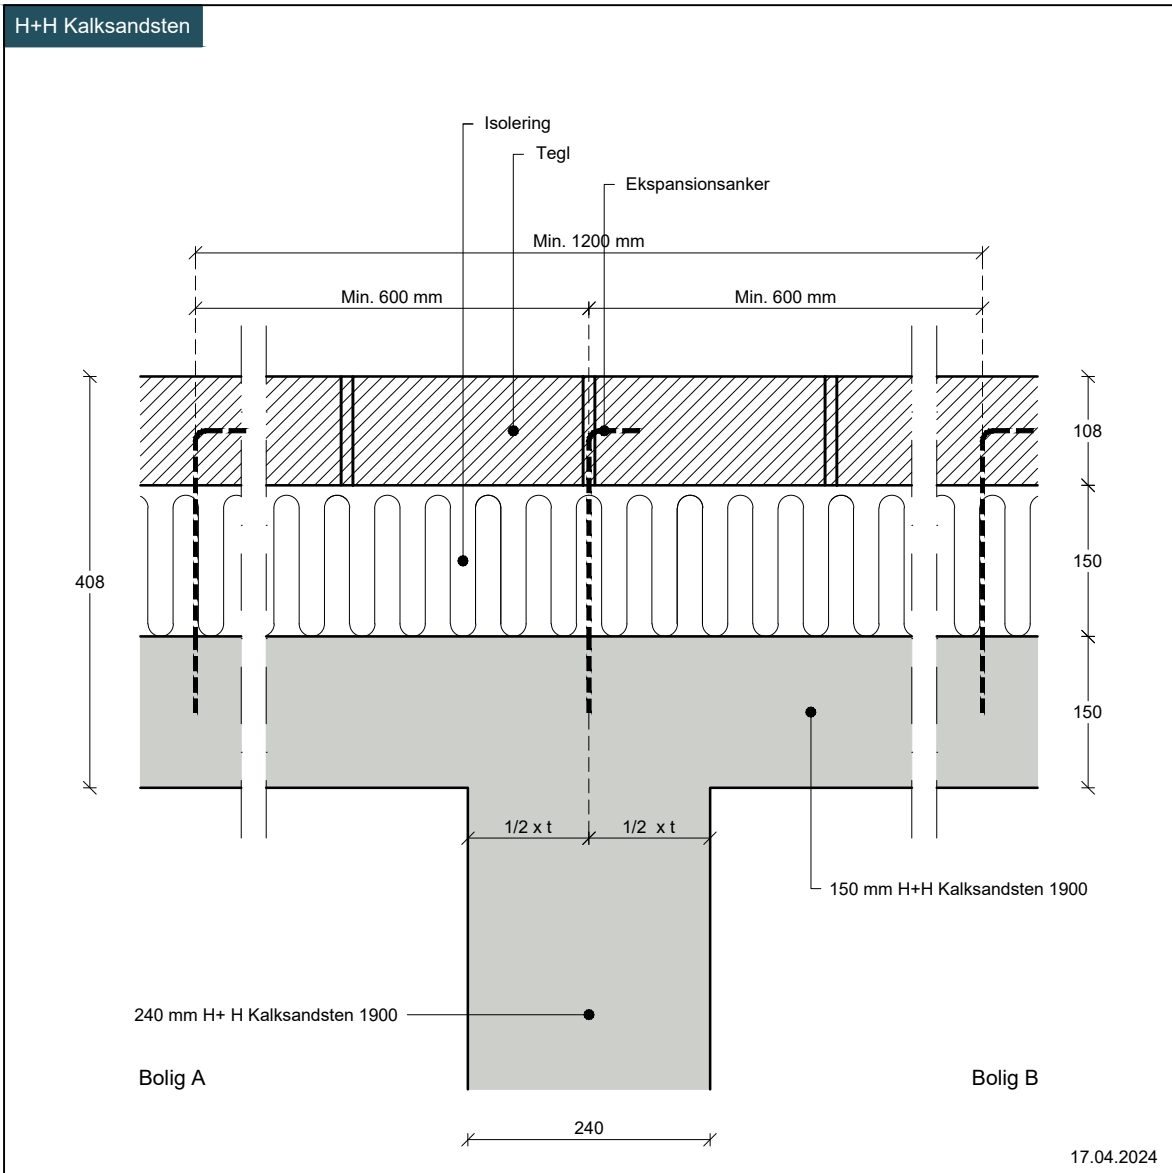 H+H Kalksandsten
Isolering
Tegl
Ekspansionsanker
Min. 1200 mm
Min. 600 mm
Min. 600 mm
108
408
150
150
1/2 x t
1/2 x t
150 mm H+H Kalksandsten 1900
240 mm H+ H Kalksandsten 1900
Bolig A
Bolig B
240
17.04.2024